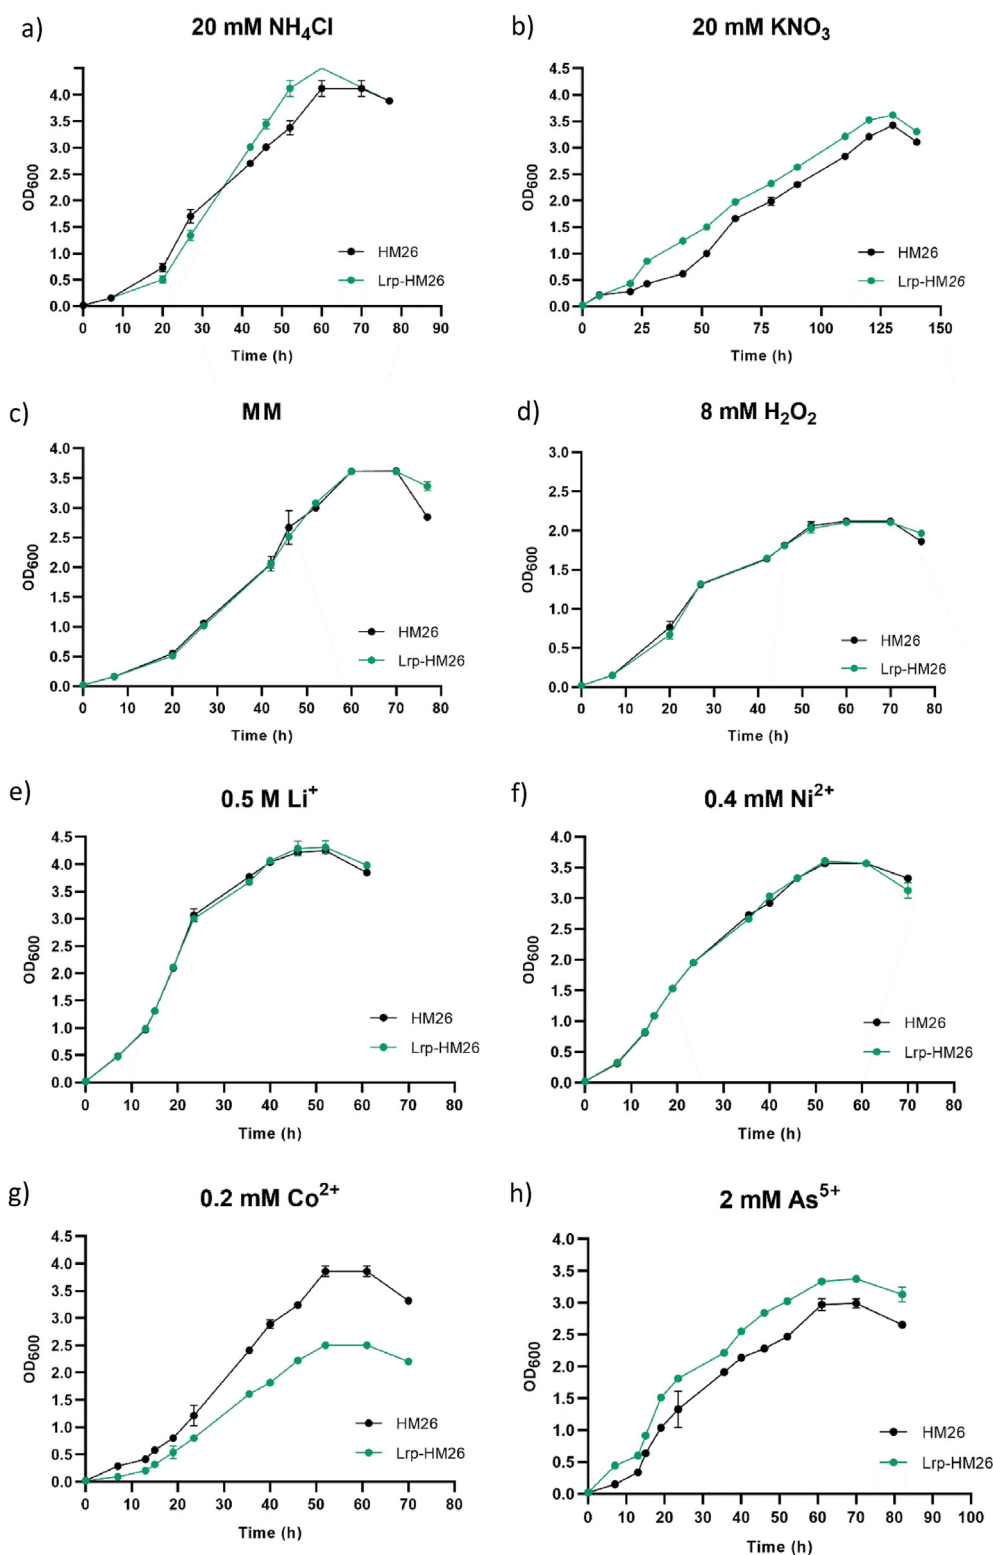 a) 20 mM NH₄Cl
4.0
3.5
3.0
2.5
2.0
1.5
1.0
0.5
0.0
OD₆₀₀
HM26
Lrp-HM26
0 10 20 30 40 50 60 70 80 90
Time (h)
b) 20 mM KNO₃
4.5
4.0
3.5
3.0
2.5
2.0
1.5
1.0
0.5
0.0
OD₆₀₀
HM26
Lrp-HM26
0 25 50 75 100 125 150
Time (h)
c) MM
4.0
3.5
3.0
2.5
2.0
1.5
1.0
0.5
0.0
OD₆₀₀
HM26
Lrp-HM26
0 10 20 30 40 50 60 70 80
Time (h)
d) 8 mM H₂O₂
3.0
2.5
2.0
1.5
1.0
0.5
0.0
OD₆₀₀
HM26
Lrp-HM26
0 10 20 30 40 50 60 70 80
Time (h)
e) 0.5 M Li⁺
4.5
4.0
3.5
3.0
2.5
2.0
1.5
1.0
0.5
0.0
OD₆₀₀
HM26
Lrp-HM26
0 10 20 30 40 50 60 70 80
Time (h)
f) 0.4 mM Ni²⁺
4.0
3.5
3.0
2.5
2.0
1.5
1.0
0.5
0.0
OD₆₀₀
HM26
Lrp-HM26
0 10 20 30 40 50 60 70 80
Time (h)
g) 0.2 mM Co²⁺
4.5
4.0
3.5
3.0
2.5
2.0
1.5
1.0
0.5
0.0
OD₆₀₀
HM26
Lrp-HM26
0 10 20 30 40 50 60 70 80
Time (h)
h) 2 mM As⁵⁺
4.0
3.5
3.0
2.5
2.0
1.5
1.0
0.5
0.0
OD₆₀₀
HM26
Lrp-HM26
0 10 20 30 40 50 60 70 80 90 100
Time (h)